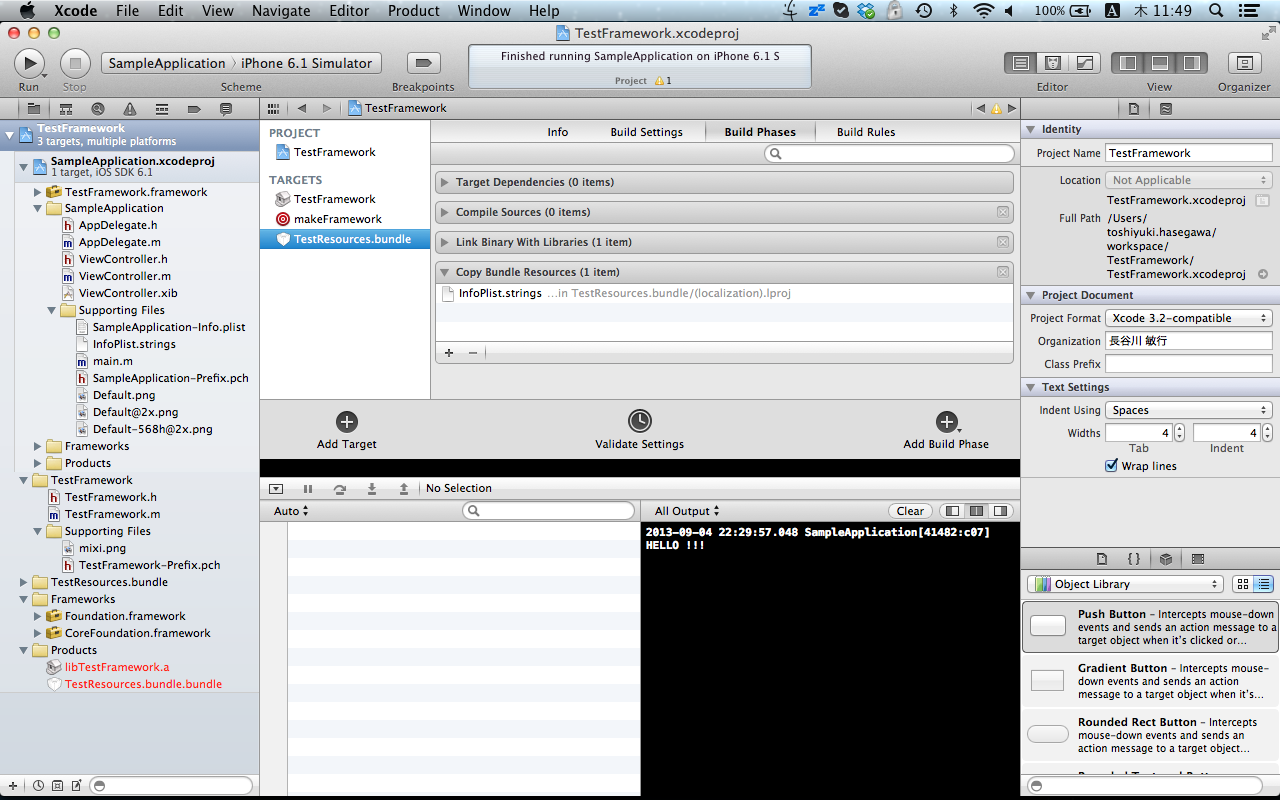 Xcode File Edit View Navigate Editor Product Window Help 100% A 木 11:49
TestFramework.xcodeproj
Run Stop
SampleApplication iPhone 6.1 Simulator
Scheme
Breakpoints
Finished running SampleApplication on iPhone 6.1 S
Project 1
Editor View Organizer
TestFramework
TestFramework
3 targets, multiple platforms
SampleApplication.xcodeproj
1 target, iOS SDK 6.1
TestFramework.framework
SampleApplication
AppDelegate.h
AppDelegate.m
ViewController.h
ViewController.m
ViewController.xib
Supporting Files
SampleApplication-Info.plist
InfoPlist.strings
main.m
SampleApplication-Prefix.pch
Default.png
Default@2x.png
Default-568h@2x.png
Frameworks
Products
TestFramework
TestFramework.h
TestFramework.m
Supporting Files
mixi.png
TestFramework-Prefix.pch
TestResources.bundle
Frameworks
Foundation.framework
CoreFoundation.framework
Products
libTestFramework.a
TestResources.bundle.bundle
PROJECT
TestFramework
TARGETS
TestFramework
makeFramework
TestResources.bundle
Info Build Settings Build Phases Build Rules
Target Dependencies (0 items)
Compile Sources (0 items)
Link Binary With Libraries (1 item)
Copy Bundle Resources (1 item)
InfoPlist.strings ...in TestResources.bundle/(localization).lproj
Add Target Validate Settings Add Build Phase
No Selection
Auto
All Output Clear
2013-09-04 22:29:57.048 SampleApplication[41482:c07]
HELLO !!!
Identity
Project Name TestFramework
Location Not Applicable
TestFramework.xcodeproj
Full Path /Users/
toshiyuki.hasegawa/
workspace/
TestFramework/
TestFramework.xcodeproj
Project Document
Project Format Xcode 3.2-compatible
Organization 長谷川 敏行
Class Prefix
Text Settings
Indent Using Spaces
Widths 4 4
Tab Indent
Wrap lines
Object Library
Push Button – Intercepts mouse-down
events and sends an action message to a
target object when it's clicked or...
Gradient Button – Intercepts mouse-
down events and sends an action
message to a target object when it's...
Rounded Rect Button – Intercepts
mouse-down events and sends an
action message to a target object...